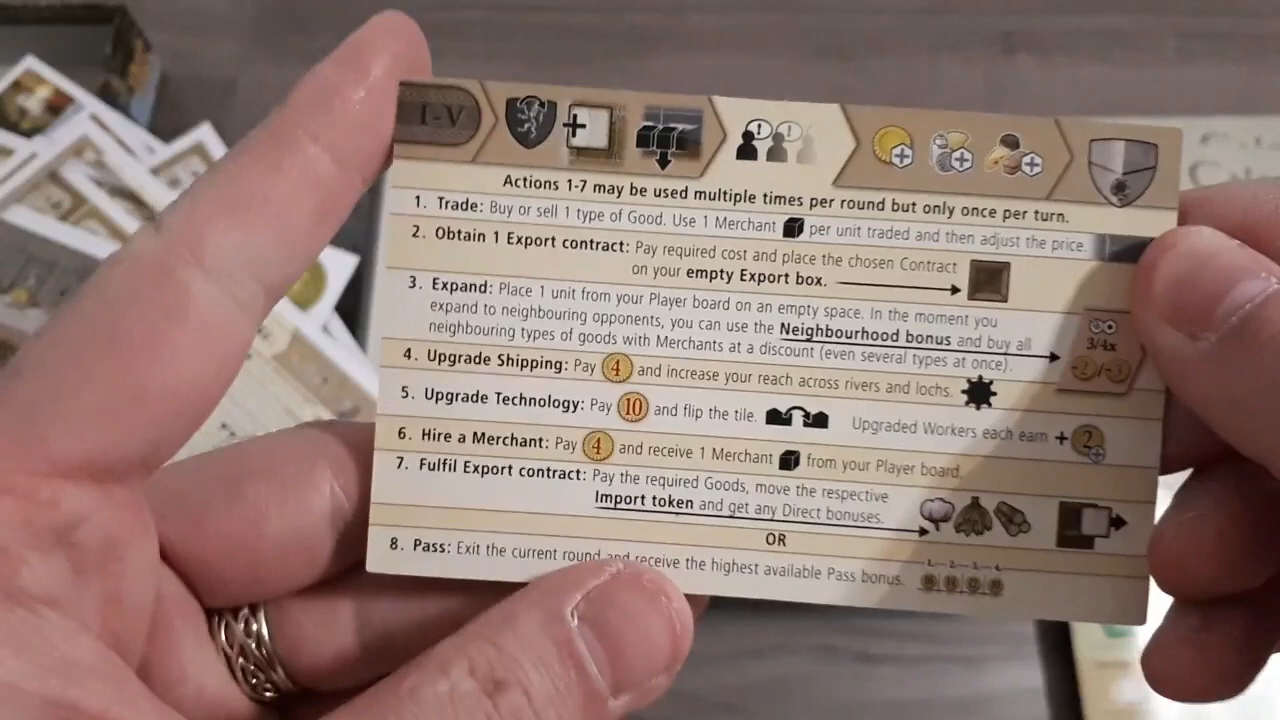 I-V
Actions 1-7 may be used multiple times per round but only once per turn.
1. Trade: Buy or sell 1 type of Good. Use 1 Merchant per unit traded and then adjust the price.
2. Obtain 1 Export contract: Pay required cost and place the chosen Contract
on your empty Export box.
3. Expand: Place 1 unit from your Player board on an empty space. In the moment you
expand to neighbouring opponents, you can use the Neighbourhood bonus and buy all
neighbouring types of goods with Merchants at a discount (even several types at once).
3/4x
-2/-3
4. Upgrade Shipping: Pay 4 and increase your reach across rivers and lochs.
5. Upgrade Technology: Pay 10 and flip the tile. Upgraded Workers each earn + 2
6. Hire a Merchant: Pay 4 and receive 1 Merchant from your Player board.
7. Fulfil Export contract: Pay the required Goods, move the respective
Import token and get any Direct bonuses.
OR
8. Pass: Exit the current round and receive the highest available Pass bonus.